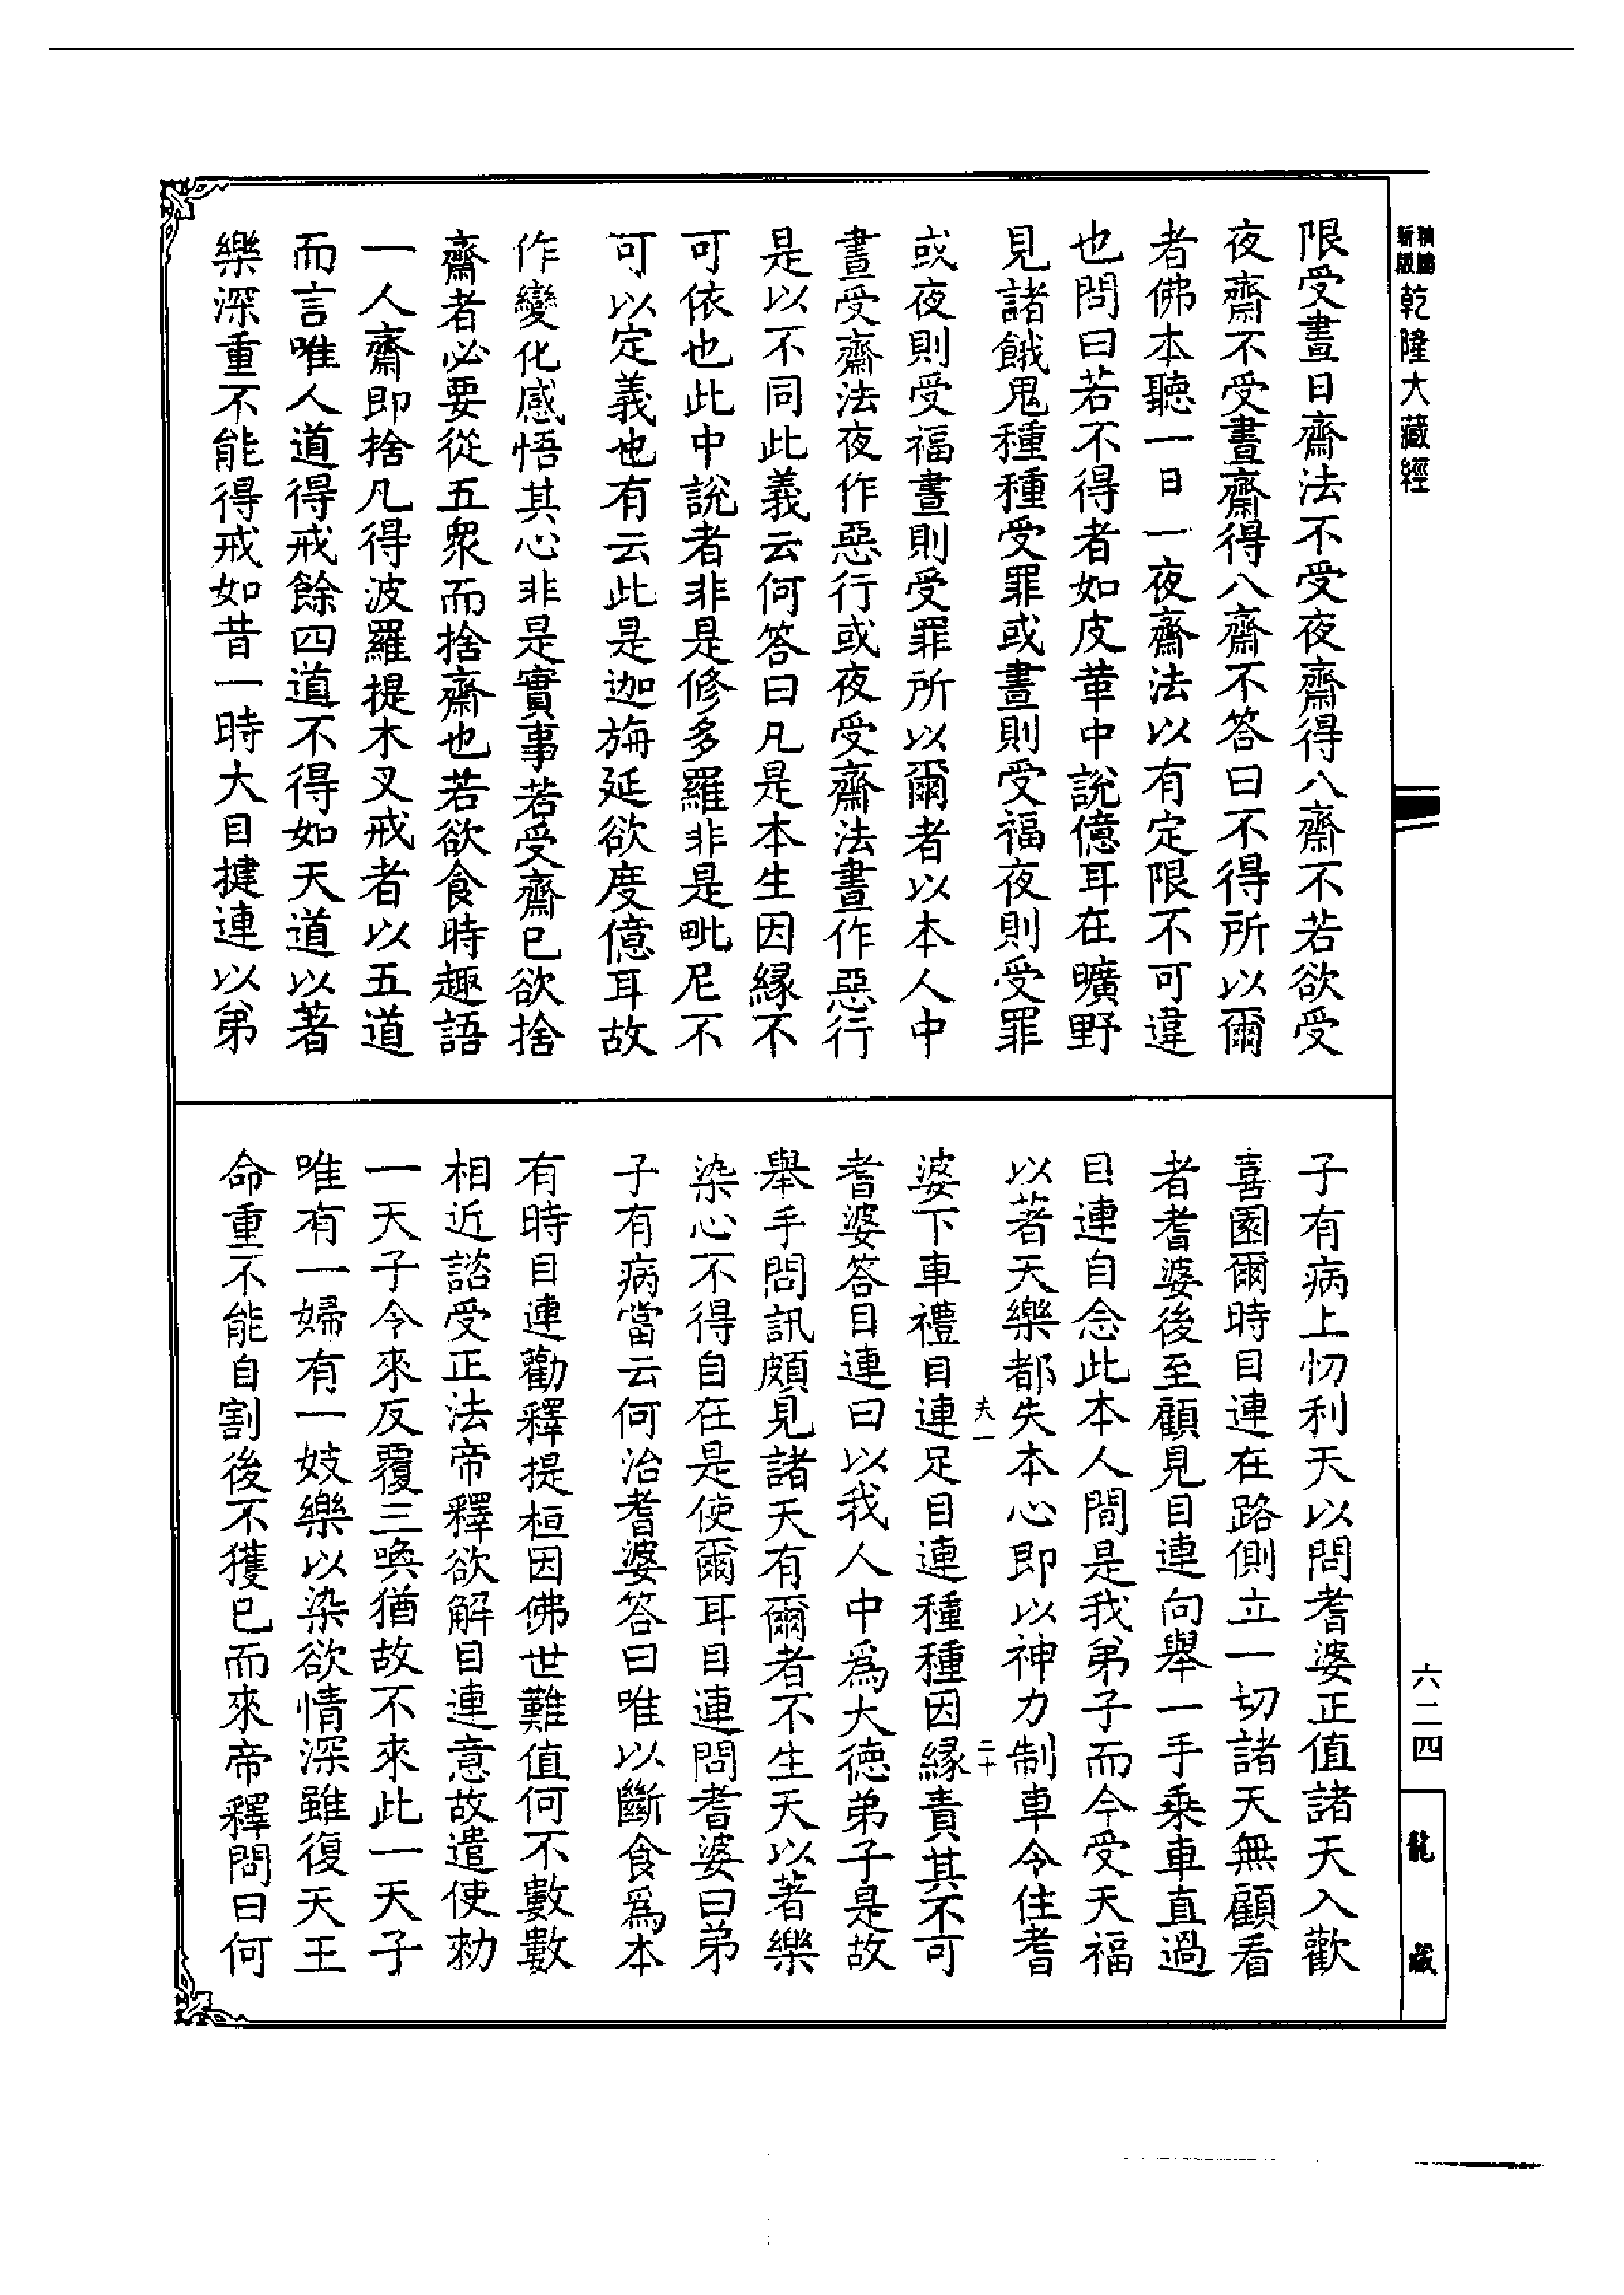 新版
精縮
乾隆大藏經
限受晝日齋法不受夜齋得八齋不若欲受
夜齋不受晝齋得八齋不答曰不得所以爾
者佛本聽一日一夜齋法以有定限不可違
也問曰若不得者如皮革中說億耳在曠野
見諸餓鬼種種受罪或晝則受福夜則受罪
或夜則受福晝則受罪所以爾者以本人中
晝受齋法夜作惡行或夜受齋法晝作惡行
是以不同此義云何答曰凡是本生因緣不
可依也此中說者非是修多羅非是毗尼不
可以定義也有云此是迦旃延欲度億耳故
作變化感悟其心非是實事若受齋已欲捨
齋者必要從五衆而捨齋也若欲食時趣語
一人齋即捨凡得波羅提木叉戒者以五道
而言唯人道得戒餘四道不得如天道以著
樂深重不能得戒如昔一時大目揵連以弟
子有病上忉利天以問耆婆正值諸天入歡
喜園爾時目連在路側立一切諸天無顧看
者耆婆後至顧見目連向舉一手乘車直過
目連自念此本人間是我弟子而今受天福
以著天樂都失本心即以神力制車令住耆
婆下車禮目連足目連種種因緣責其不可
耆婆答目連曰以我人中爲大德弟子是故
舉手問訊頗見諸天有爾者不生天以著樂
染心不得自在是使爾耳目連問耆婆曰弟
子有病當云何治耆婆答曰唯以斷食爲本
有時目連勸釋提桓因佛世難值何不數數
相近諮受正法帝釋欲解目連意故遣使勑
一天子令來反覆三喚猶故不來此一天子
唯有一婦有一妓樂以染欲情深雖復天王
命重不能自割後不獲已而來帝釋問曰何
夫一
二十
六二四
龍藏